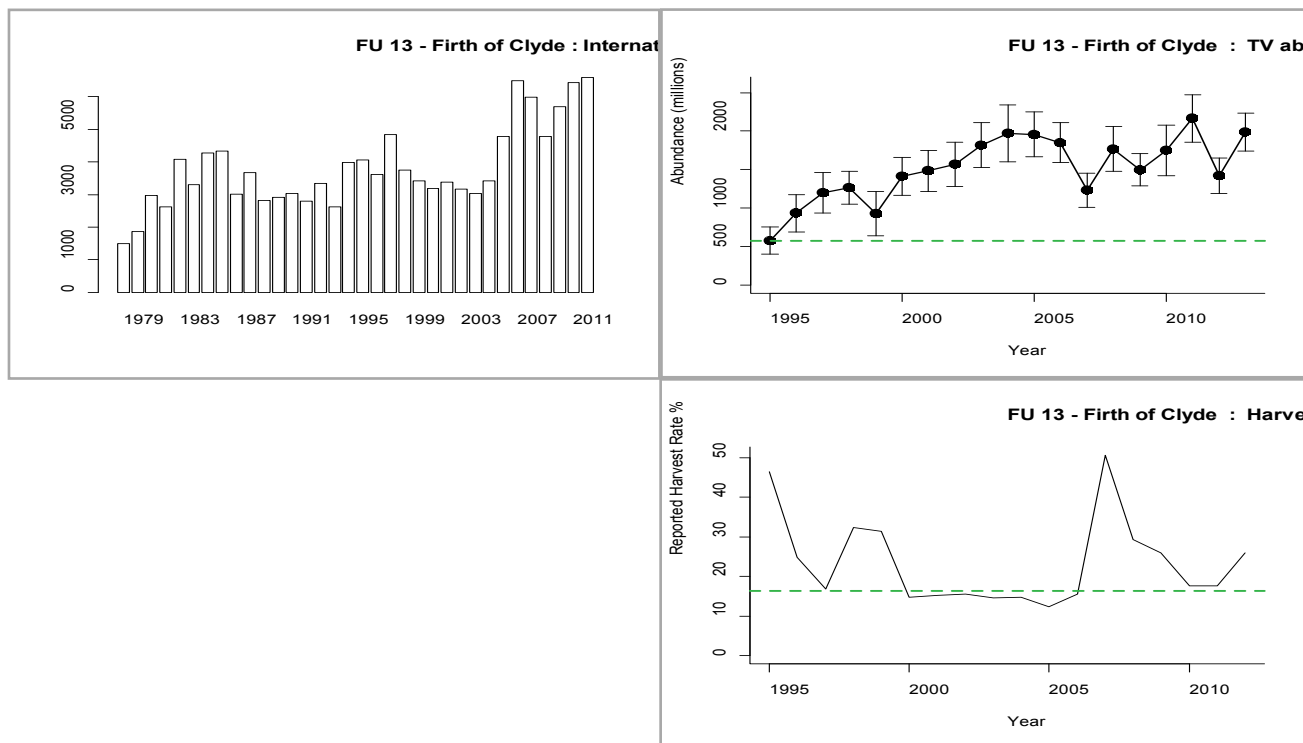 FU 13 - Firth of Clyde : Internat
5000
3000
1000
0
1979 1983 1987 1991 1995 1999 2003 2007 2011
FU 13 - Firth of Clyde : TV ab
Abundance (millions)
2000
1000
500
0
1995 2000 2005 2010
Year
FU 13 - Firth of Clyde : Harve
Reported Harvest Rate %
50
40
30
20
10
0
1995 2000 2005 2010
Year